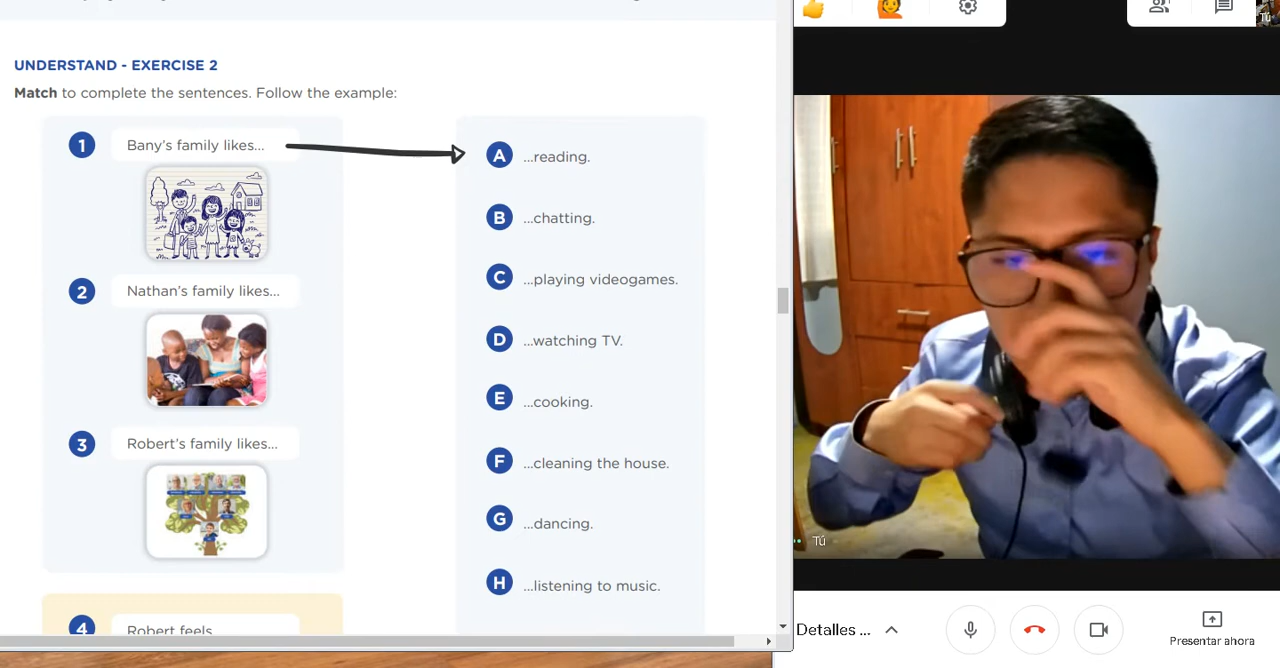 UNDERSTAND - EXERCISE 2
Match to complete the sentences. Follow the example:
1 Bany's family likes...
2 Nathan's family likes...
3 Robert's family likes...
4 Robert feels
A ...reading.
B ...chatting.
C ...playing videogames.
D ...watching TV.
E ...cooking.
F ...cleaning the house.
G ...dancing.
H ...listening to music.
Tú
Tú
Detalles ...
Presentar ahora